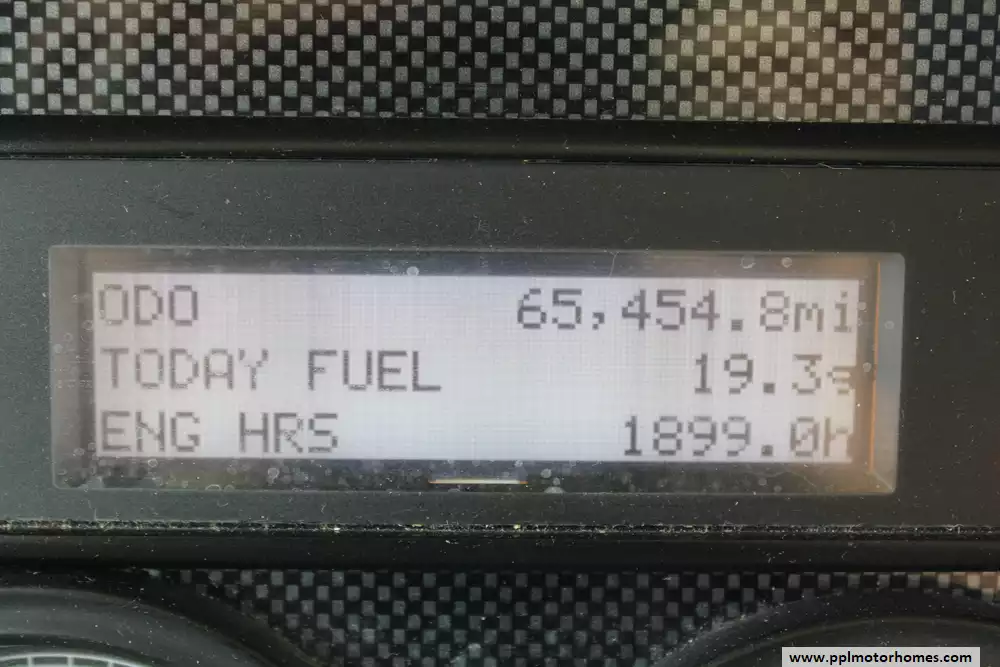 ODO 65,454.8mi
TODAY FUEL 19.3g
ENG HRS 1899.0h
www.pplmotorhomes.com